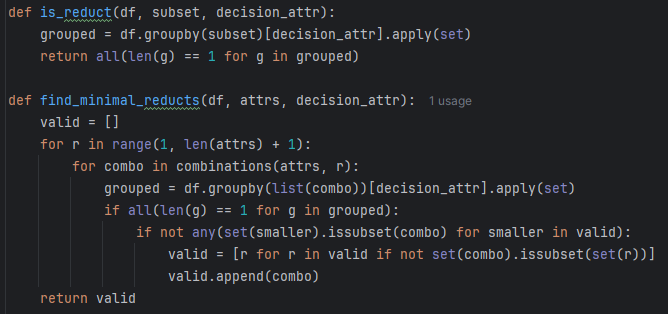 def is_reduct(df, subset, decision_attr):
    grouped = df.groupby(subset)[decision_attr].apply(set)
    return all(len(g) == 1 for g in grouped)

def find_minimal_reducts(df, attrs, decision_attr):  1 usage
    valid = []
    for r in range(1, len(attrs) + 1):
        for combo in combinations(attrs, r):
            grouped = df.groupby(list(combo))[decision_attr].apply(set)
            if all(len(g) == 1 for g in grouped):
                if not any(set(smaller).issubset(combo) for smaller in valid):
                    valid = [r for r in valid if not set(combo).issubset(set(r))]
                    valid.append(combo)
    return valid